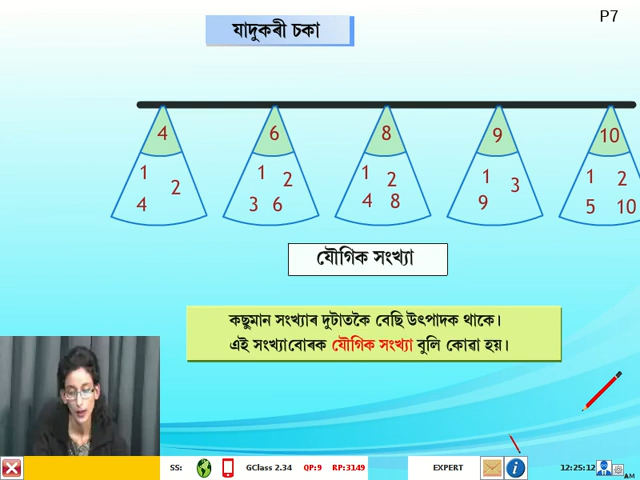 P7
যাদুকৰী চকা
4 6 8 9 10
1 2 4
1 2 3 6
1 2 4 8
1 3 9
1 2 5 10
যৌগিক সংখ্যা
কছুমান সংখ্যাৰ দুটাতকৈ বেছি উৎপাদক থাকে।
এই সংখ্যাবোৰক যৌগিক সংখ্যা বুলি কোৱা হয়।
SS: GClass 2.34 QP:9 RP:3149 EXPERT 12:25:12 AM